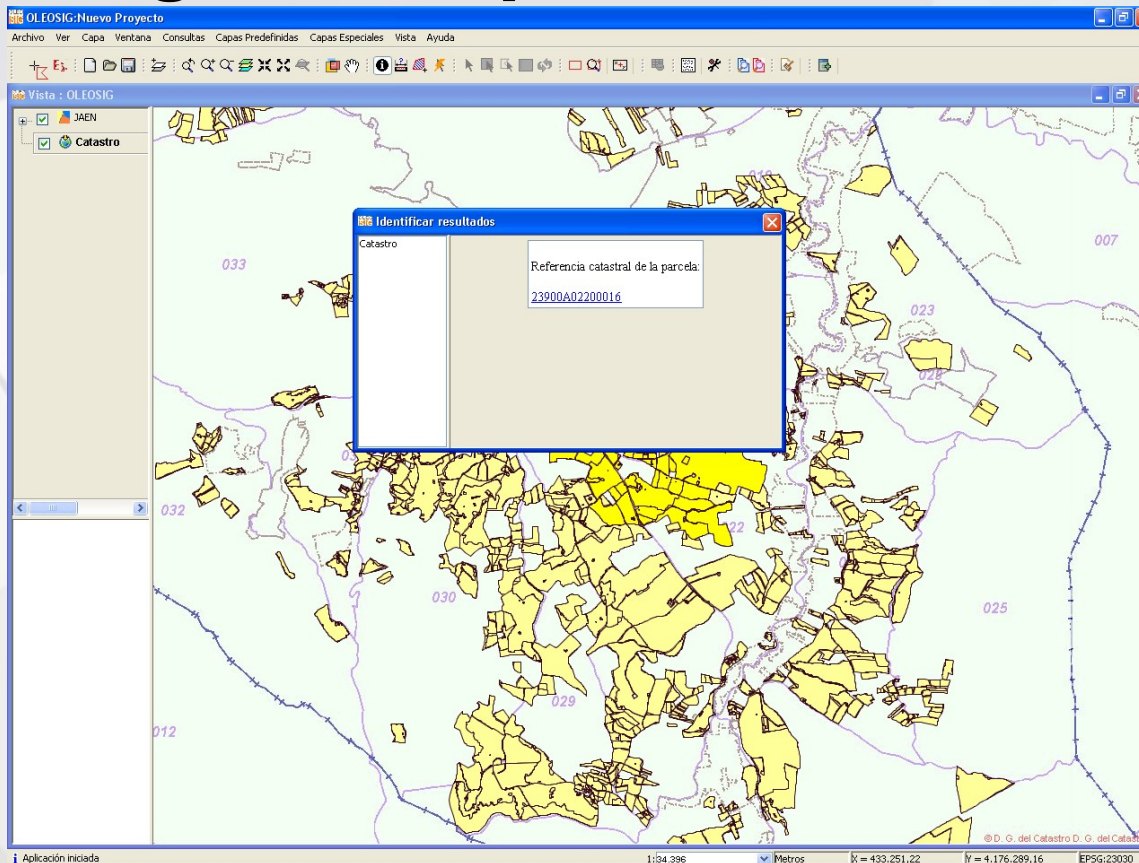 OLEOSIG:Nuevo Proyecto
Archivo Ver Capa Ventana Consultas Capas Predefinidas Capas Especiales Vista Ayuda
Vista : OLEOSIG
JAEN
Catastro
Identificar resultados
Catastro
Referencia catastral de la parcela:
23900A02200016
033
007
023
032
22
030
025
029
012
© D. G. del Catastro D. G. del
Aplicación iniciada
1:34.396
Metros
X = 433.251,22
Y = 4.176.289,16
EPSG:23030